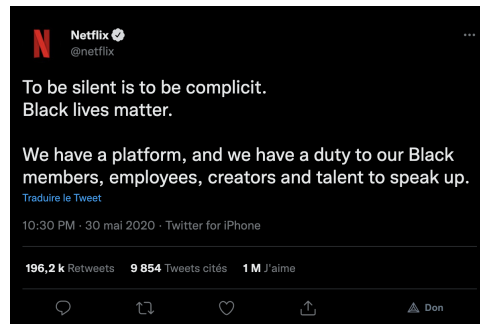 Netflix
@netflix
To be silent is to be complicit.
Black lives matter.
We have a platform, and we have a duty to our Black
members, employees, creators and talent to speak up.
Traduire le Tweet
10:30 PM · 30 mai 2020 · Twitter for iPhone
196,2 k Retweets 9 854 Tweets cités 1 M J'aime
Don